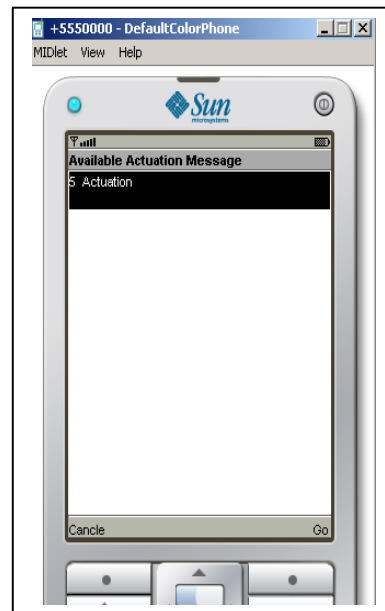 +5550000 - DefaultColorPhone
MIDlet View Help
Sun
microsystems
Available Actuation Message
5 Actuation
Cancle Go